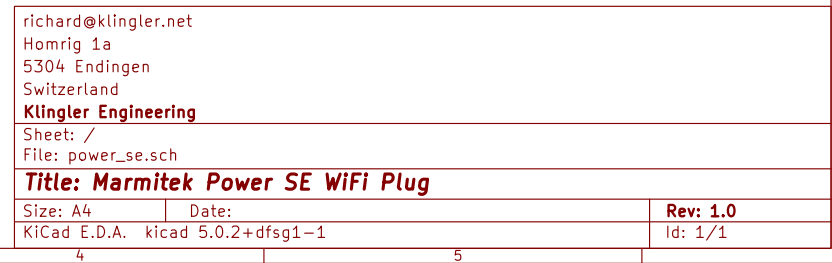 richard@klingler.net
Homrig 1a
5304 Endingen
Switzerland
Klingler Engineering
Sheet: /
File: power_se.sch
Title: Marmitek Power SE WiFi Plug
Size: A4 Date: Rev: 1.0
KiCad E.D.A. kicad 5.0.2+dfsg1-1 Id: 1/1
4 5